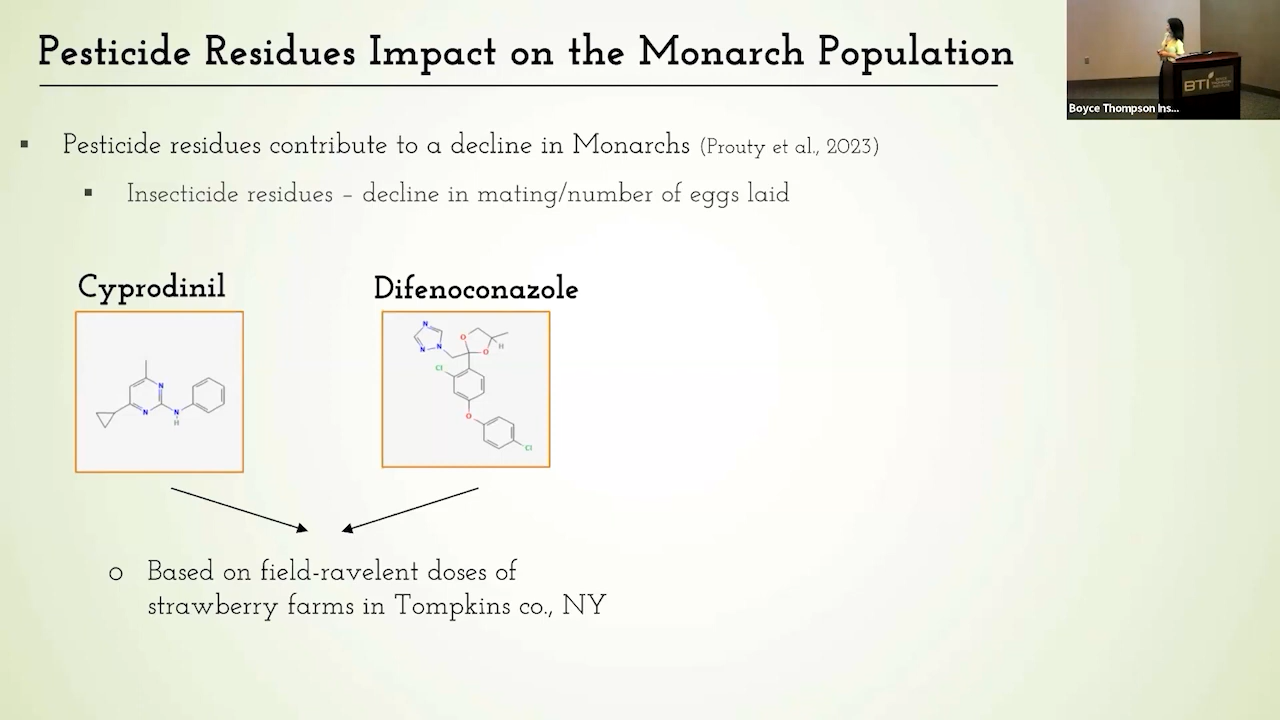 Pesticide Residues Impact on the Monarch Population
▪ Pesticide residues contribute to a decline in Monarchs (Prouty et al., 2023)
▪ Insecticide residues – decline in mating/number of eggs laid
Cyprodinil
Difenoconazole
N
N
N
H
N
N
N
O
O
H
Cl
O
Cl
o Based on field-ravelent doses of
strawberry farms in Tompkins co., NY
BTI
Boyce Thompson Ins...